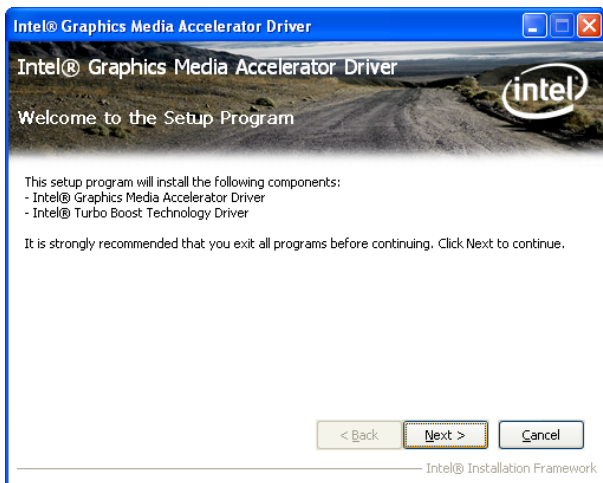 Intel® Graphics Media Accelerator Driver
Intel® Graphics Media Accelerator Driver
intel
Welcome to the Setup Program
This setup program will install the following components:
- Intel® Graphics Media Accelerator Driver
- Intel® Turbo Boost Technology Driver
It is strongly recommended that you exit all programs before continuing. Click Next to continue.
< Back
Next >
Cancel
Intel® Installation Framework